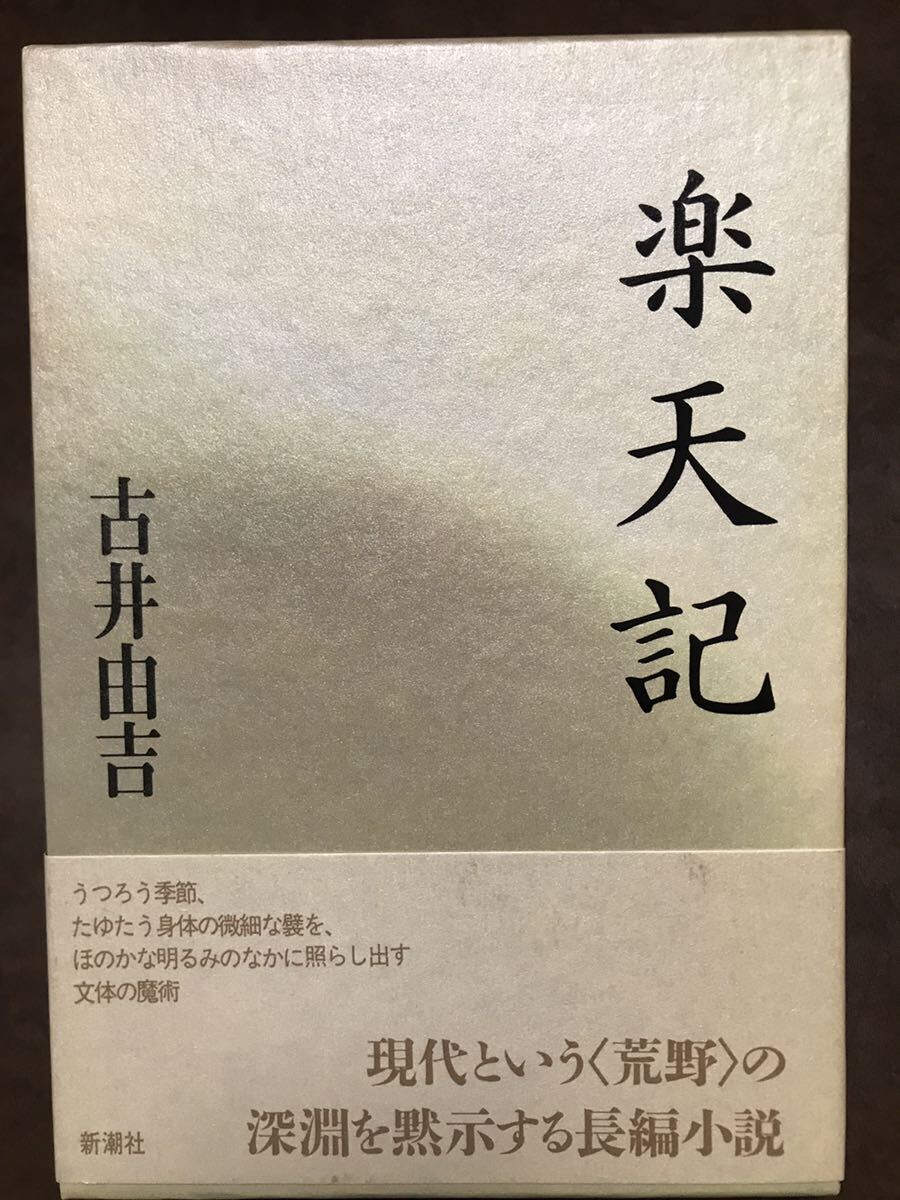 楽天記
古井由吉
うつろう季節、
たゆたう身体の微細な襞を、
ほのかな明るみのなかに照らし出す
文体の魔術
現代という〈荒野〉の
深淵を黙示する長編小説
新潮社